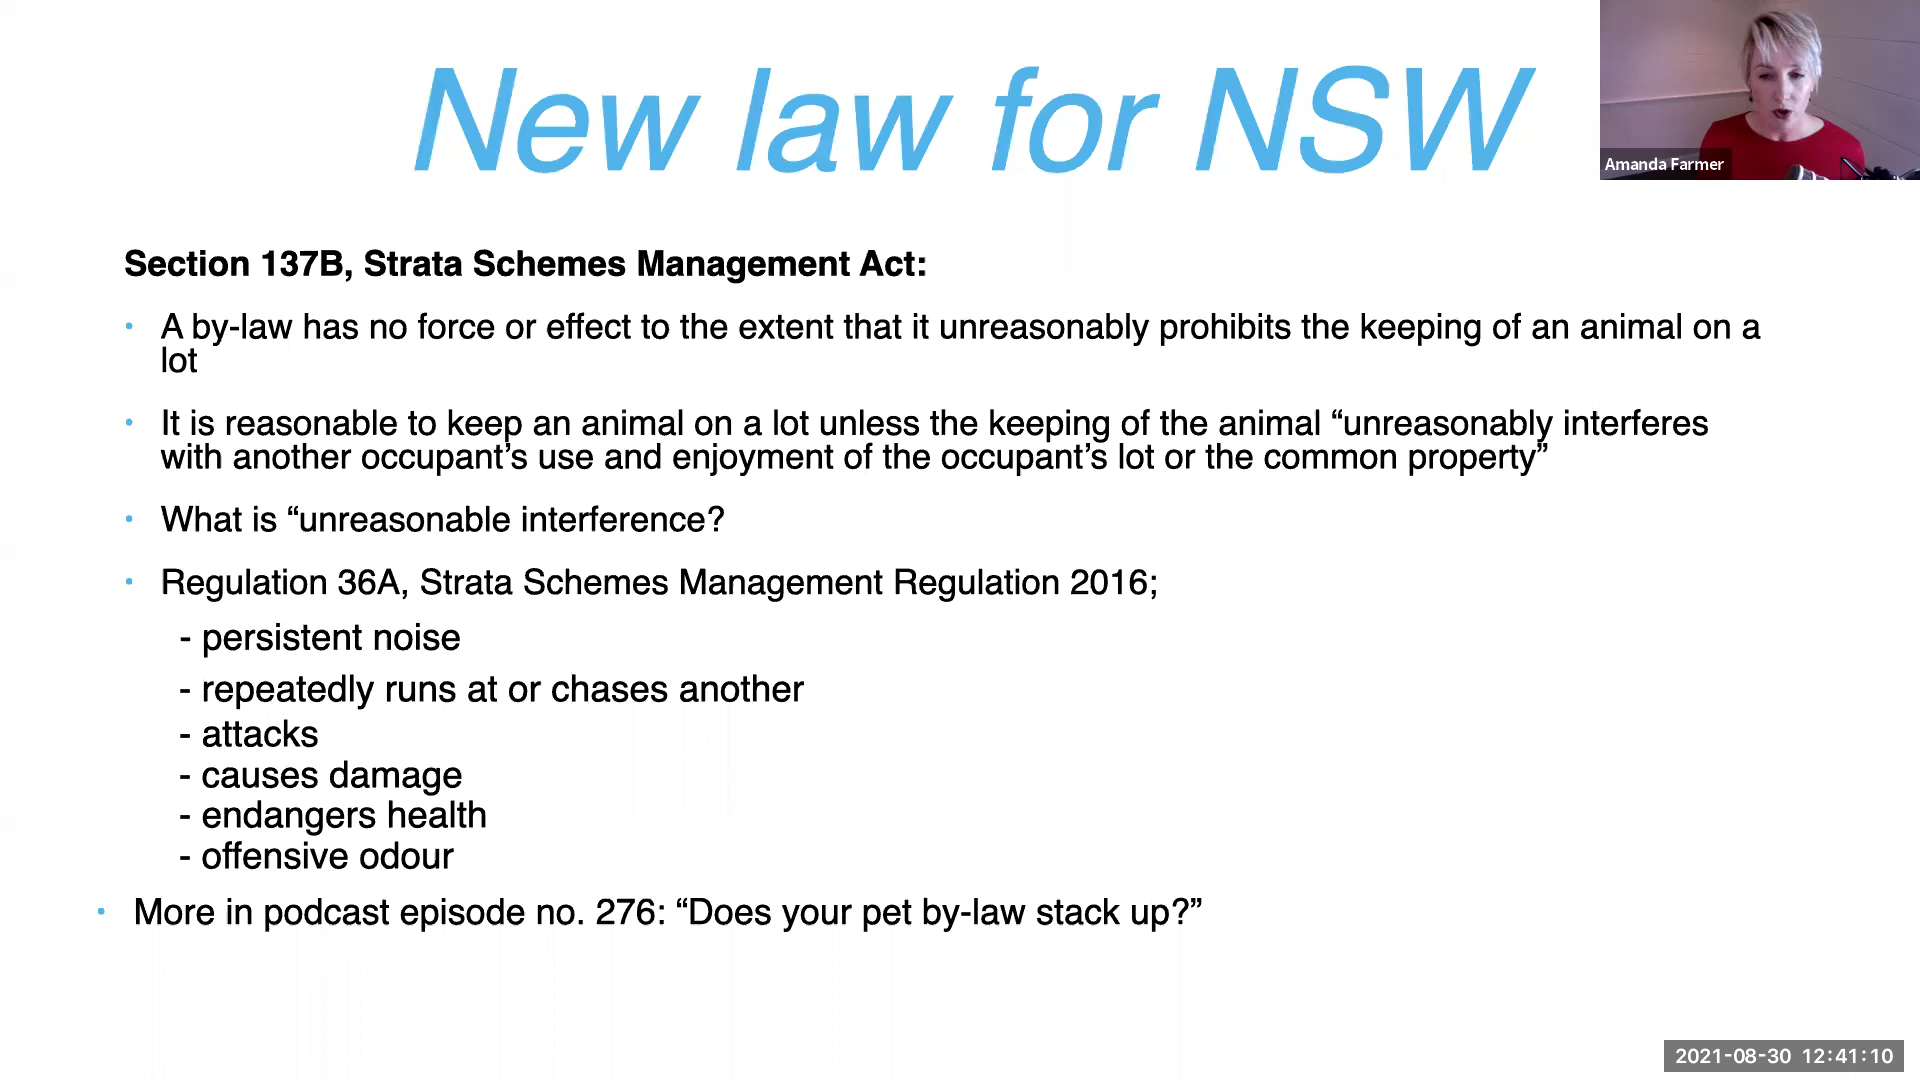 New law for NSW
Amanda Farmer
Section 137B, Strata Schemes Management Act:
• A by-law has no force or effect to the extent that it unreasonably prohibits the keeping of an animal on a
lot
• It is reasonable to keep an animal on a lot unless the keeping of the animal “unreasonably interferes
with another occupant’s use and enjoyment of the occupant’s lot or the common property”
• What is “unreasonable interference?
• Regulation 36A, Strata Schemes Management Regulation 2016;
- persistent noise
- repeatedly runs at or chases another
- attacks
- causes damage
- endangers health
- offensive odour
• More in podcast episode no. 276: “Does your pet by-law stack up?”
2021-08-30 12:41:10